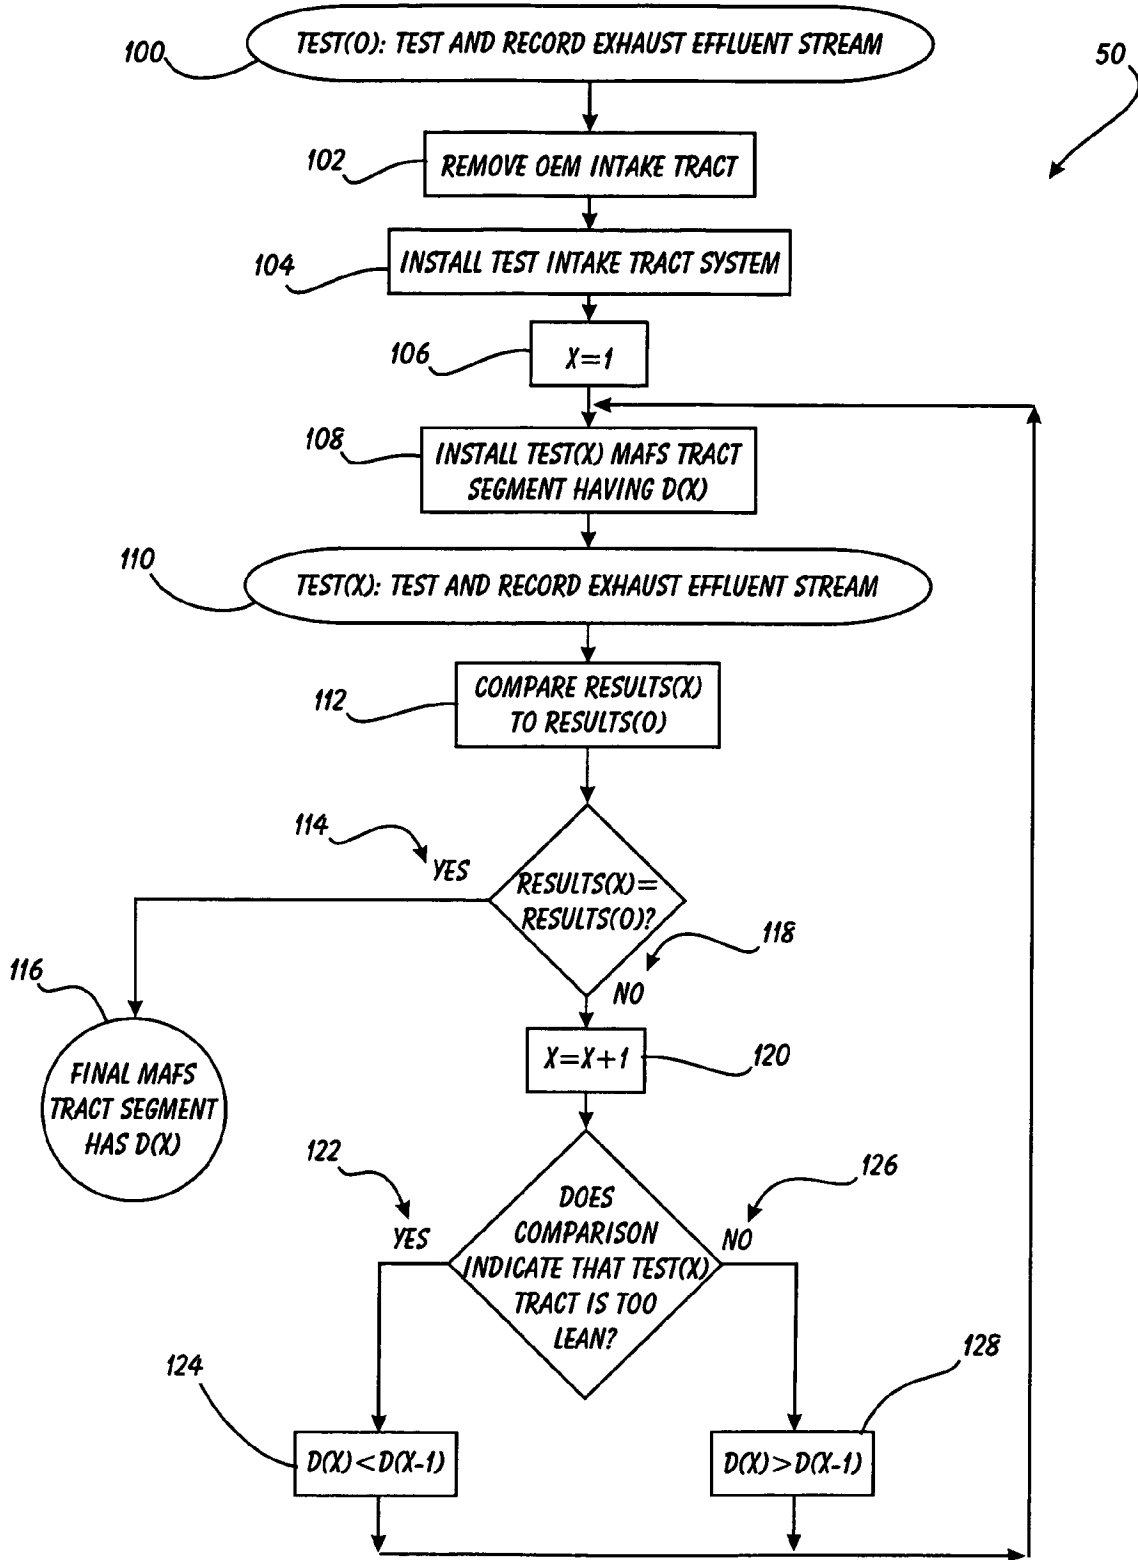 TEST(0): TEST AND RECORD EXHAUST EFFLUENT STREAM
100
50
102
REMOVE OEM INTAKE TRACT
104
INSTALL TEST INTAKE TRACT SYSTEM
106
X=1
108
INSTALL TEST(X) MAFS TRACT
SEGMENT HAVING D(X)
110
TEST(X): TEST AND RECORD EXHAUST EFFLUENT STREAM
112
COMPARE RESULTS(X)
TO RESULTS(0)
114
YES
RESULTS(X)=
RESULTS(0)?
118
NO
116
FINAL MAFS
TRACT SEGMENT
HAS D(X)
X=X+1
120
122
YES
126
NO
DOES
COMPARISON
INDICATE THAT TEST(X)
TRACT IS TOO
LEAN?
124
D(X)<D(X-1)
128
D(X)>D(X-1)